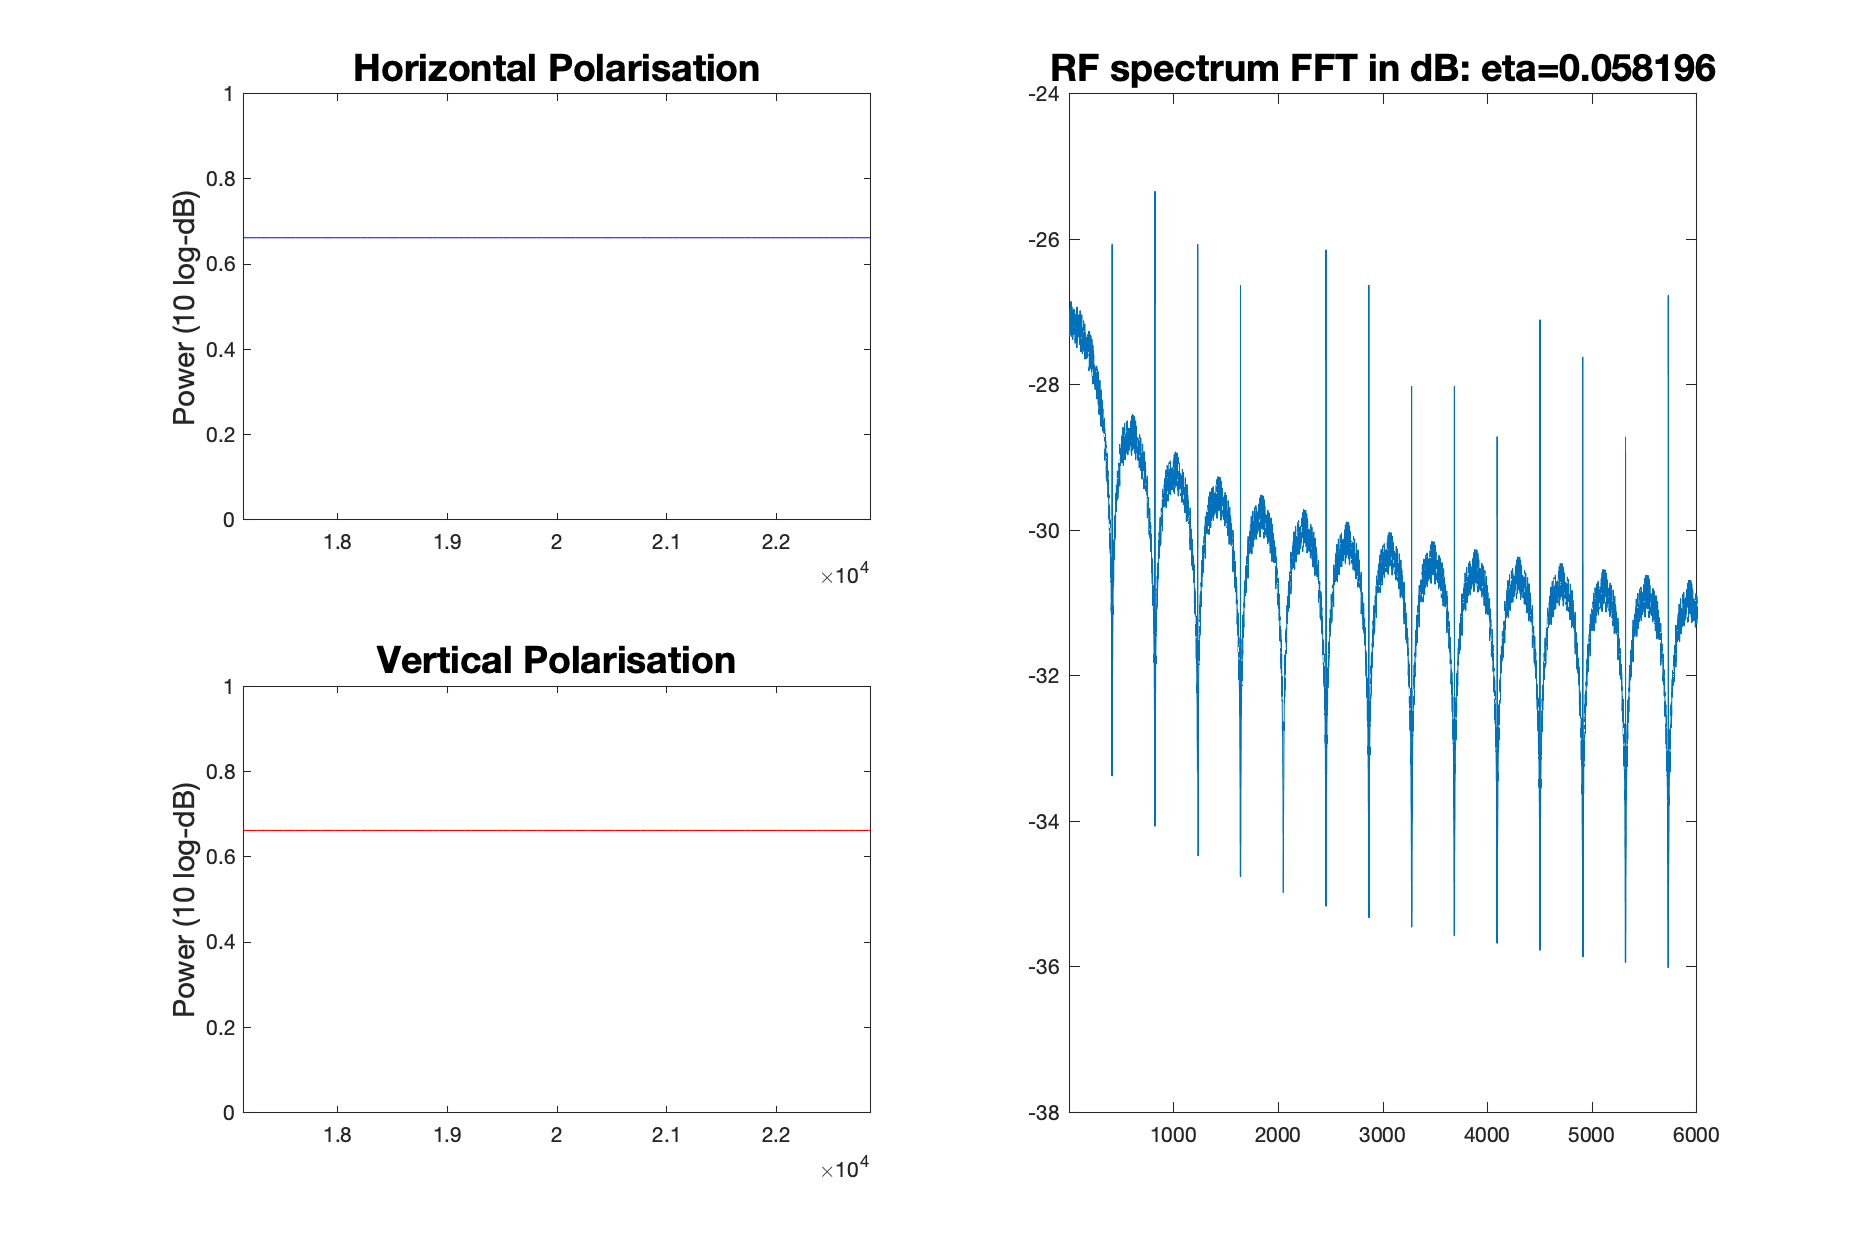 Horizontal Polarisation
Power (10 log-dB)
1
0.8
0.6
0.4
0.2
0
1.8 1.9 2 2.1 2.2
×10⁴
Vertical Polarisation
Power (10 log-dB)
1
0.8
0.6
0.4
0.2
0
1.8 1.9 2 2.1 2.2
×10⁴
RF spectrum FFT in dB: eta=0.058196
-24
-26
-28
-30
-32
-34
-36
-38
1000 2000 3000 4000 5000 6000